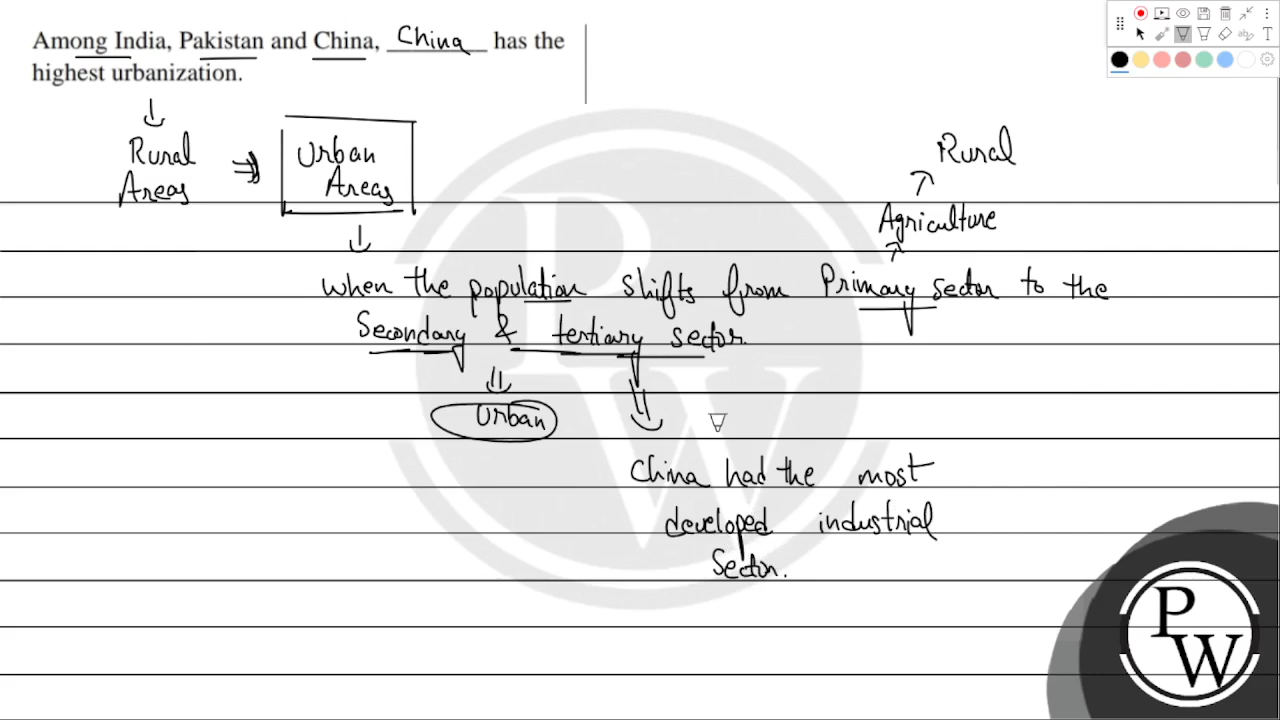 Among India, Pakistan and China, China has the
highest urbanization.
Rural
Areas
Urban
Areas
Rural
Agriculture
when the population shifts from Primary sector to the
Secondary & tertiary sector.
Urban
China had the most
developed industrial
Sector.
P
W
P
W